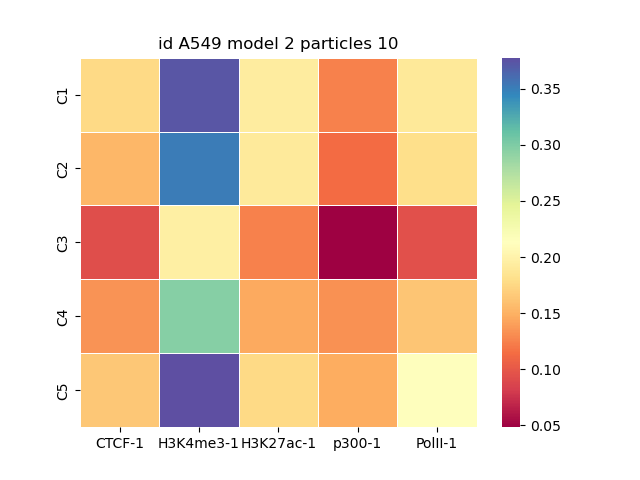 id A549 model 2 particles 10
C1
C2
C3
C4
C5
CTCF-1 H3K4me3-1 H3K27ac-1 p300-1 PolII-1
0.35
0.30
0.25
0.20
0.15
0.10
0.05